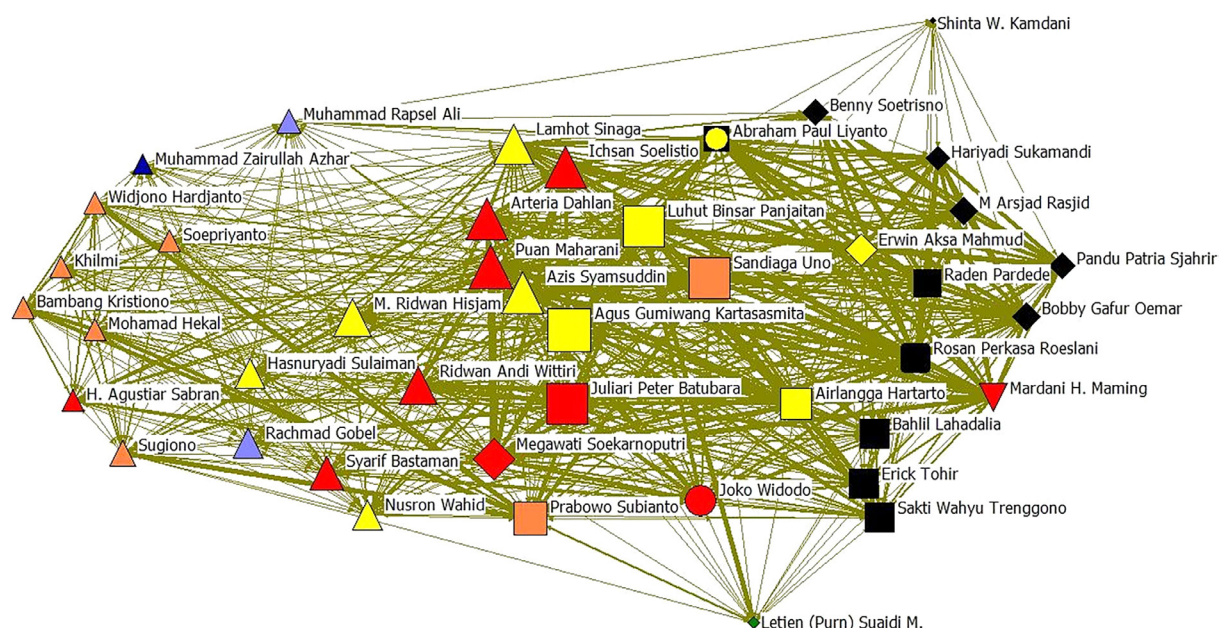 Shinta W. Kamdani
Benny Soetrisno
Muhammad Rapsel Ali
Lamhot Sinaga
Abraham Paul Liyanto
Ichsan Soelistio
Hariyadi Sukamandi
Muhammad Zairullah Azhar
Widjono Hardjanto
Arteria Dahlan
Luhut Binsar Panjaitan
M Arsjad Rasjid
Soepriyanto
Puan Maharani
Erwin Aksa Mahmud
Khilmi
Azis Syamsuddin
Sandiaga Uno
Pandu Patria Sjahrir
Raden Pardede
Bambang Kristiono
M. Ridwan Hisjam
Agus Gumiwang Kartasasmita
Bobby Gafur Oemar
Mohamad Hekal
Rosan Perkasa Roeslani
Hasnuryadi Sulaiman
Ridwan Andi Wittiri
Juliari Peter Batubara
Airlangga Hartarto
Mardani H. Maming
H. Agustiar Sabran
Bahlil Lahadalia
Sugiono
Rachmad Gobel
Megawati Soekarnoputri
Syarif Bastaman
Erick Tohir
Nusron Wahid
Prabowo Subianto
Joko Widodo
Sakti Wahyu Trenggono
Letjen (Purn) Suaidi M.